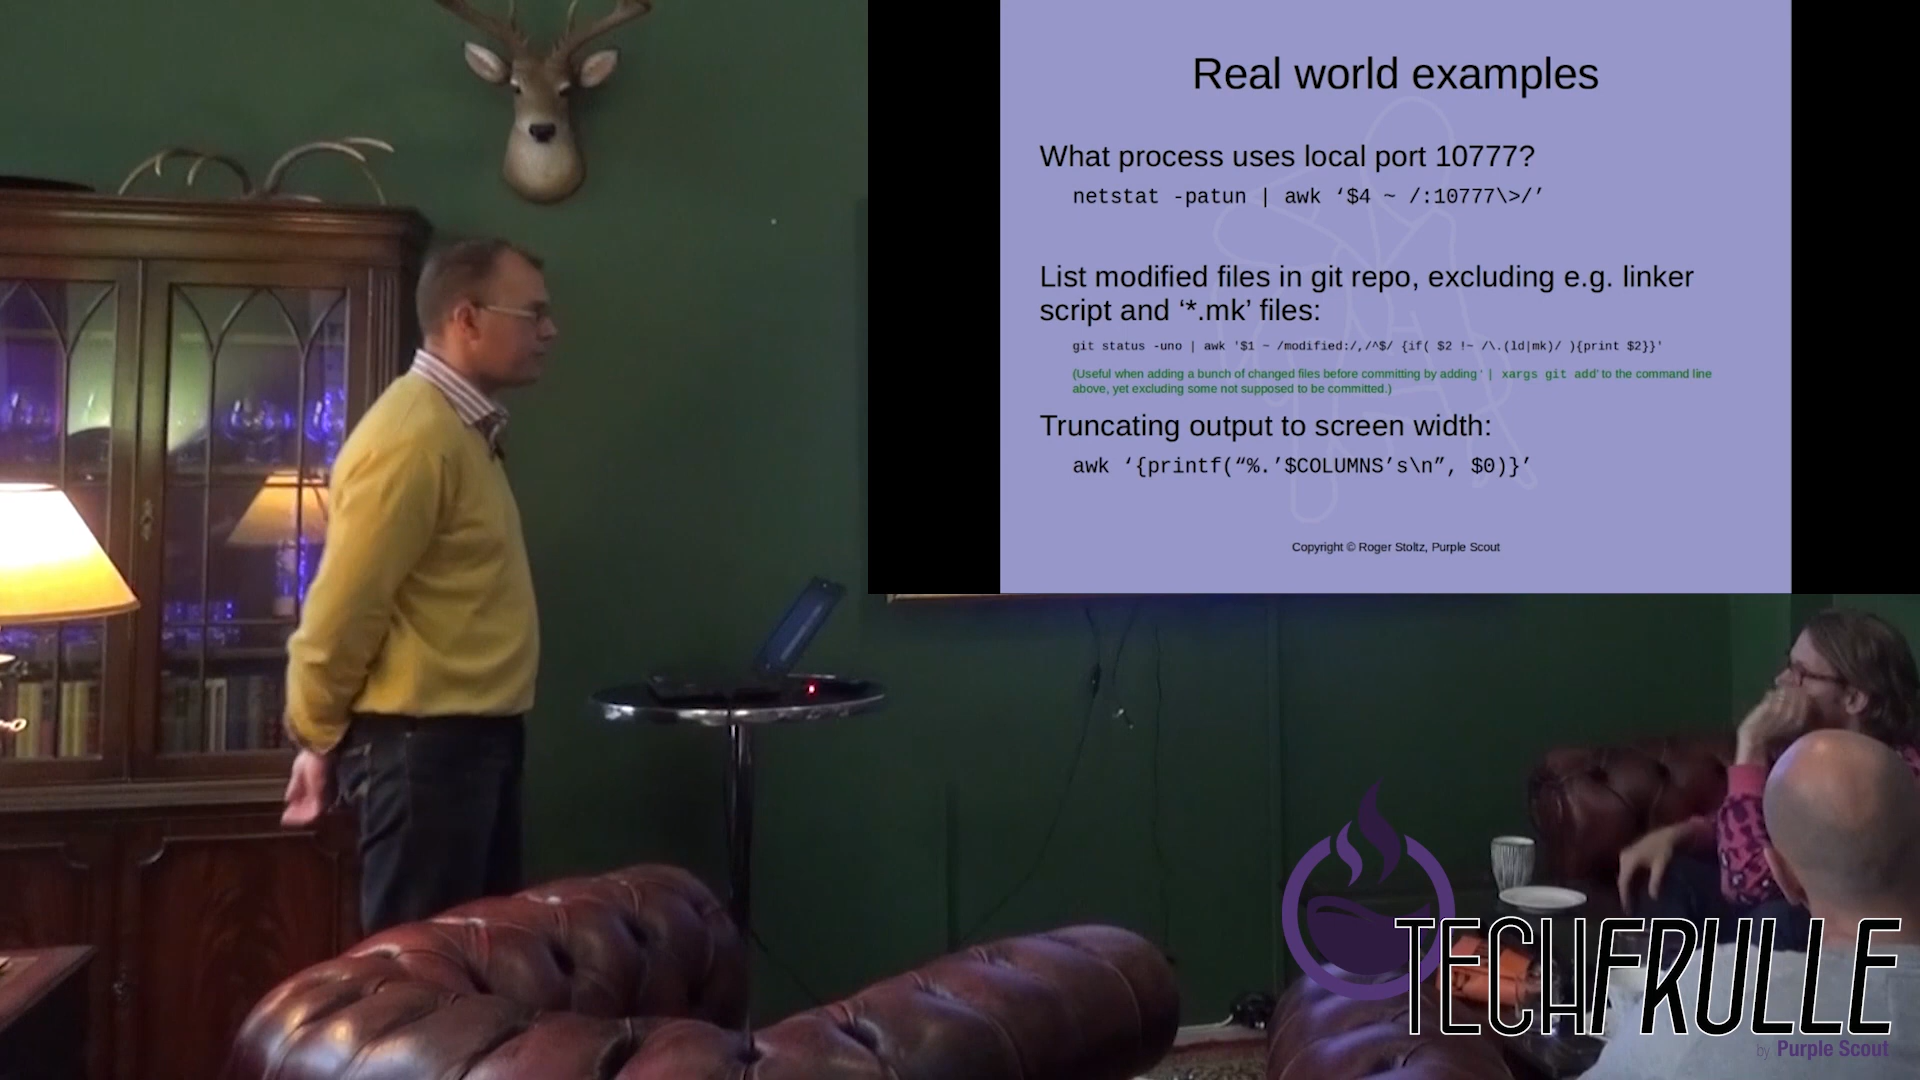 Real world examples
What process uses local port 10777?
netstat -patun | awk ‘$4 ~ /:10777\>/’
List modified files in git repo, excluding e.g. linker
script and ‘*.mk’ files:
git status -uno | awk '$1 ~ /modified:/,/^$/ {if( $2 !~ /\.(ld|mk)/ ){print $2}}'
(Useful when adding a bunch of changed files before committing by adding ‘ | xargs git add’ to the command line
above, yet excluding some not supposed to be committed.)
Truncating output to screen width:
awk ‘{printf(“%.’$COLUMNS’s\n”, $0)}’
Copyright © Roger Stoltz, Purple Scout
TECHFRULLE
by Purple Scout